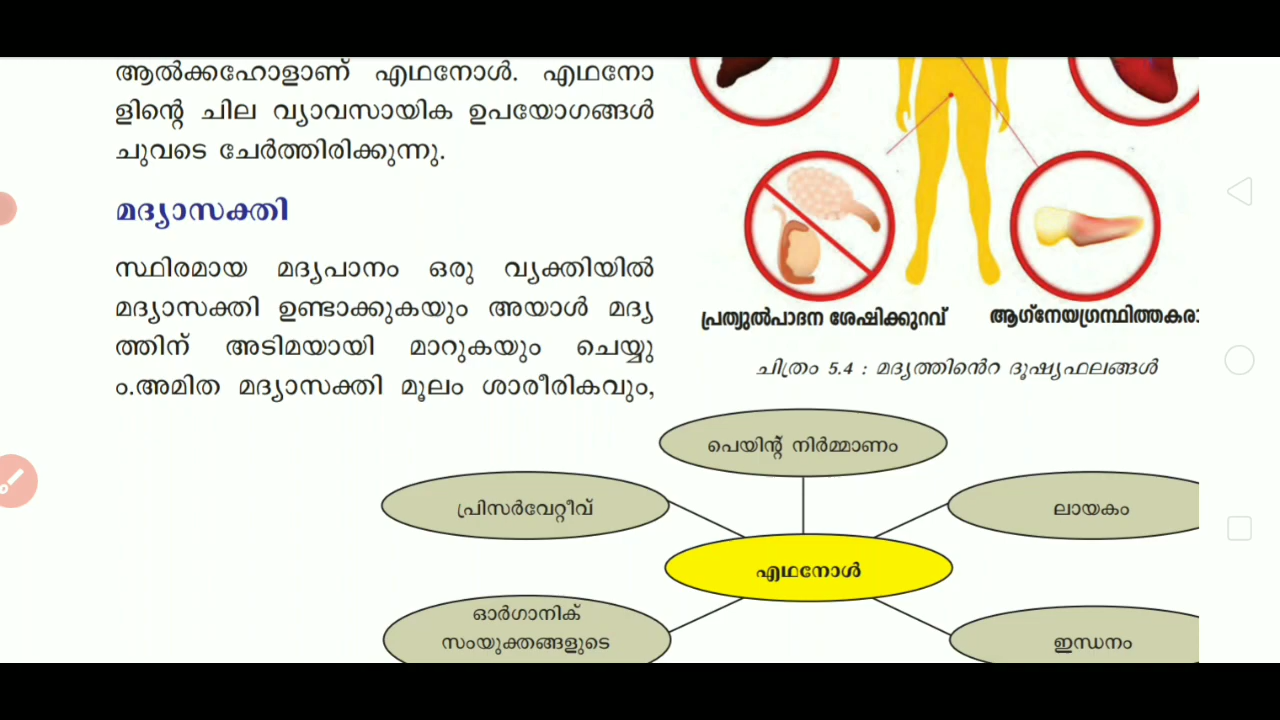 ആൽക്കഹോളാണ് എഥനോൾ. എഥനോ
ളിന്റെ ചില വ്യാവസായിക ഉപയോഗങ്ങൾ
ചുവടെ ചേർത്തിരിക്കുന്നു.
മദ്യാസക്തി
സ്ഥിരമായ മദ്യപാനം ഒരു വ്യക്തിയിൽ
മദ്യാസക്തി ഉണ്ടാക്കുകയും അയാൾ മദ്യ
ത്തിന് അടിമയായി മാറുകയും ചെയ്യു
ം.അമിത മദ്യാസക്തി മൂലം ശാരീരികവും,
പ്രത്യുൽപാദന ശേഷിക്കുറവ്
ആഗ്നേയഗ്രന്ഥിത്തകരാ
ചിത്രം 5.4 : മദ്യത്തിൻെറ ദൂഷ്യഫലങ്ങൾ
പെയിന്റ് നിർമ്മാണം
പ്രിസർവേറ്റീവ്
ലായകം
എഥനോൾ
ഓർഗാനിക്
സംയുക്തങ്ങളുടെ
ഇന്ധനം